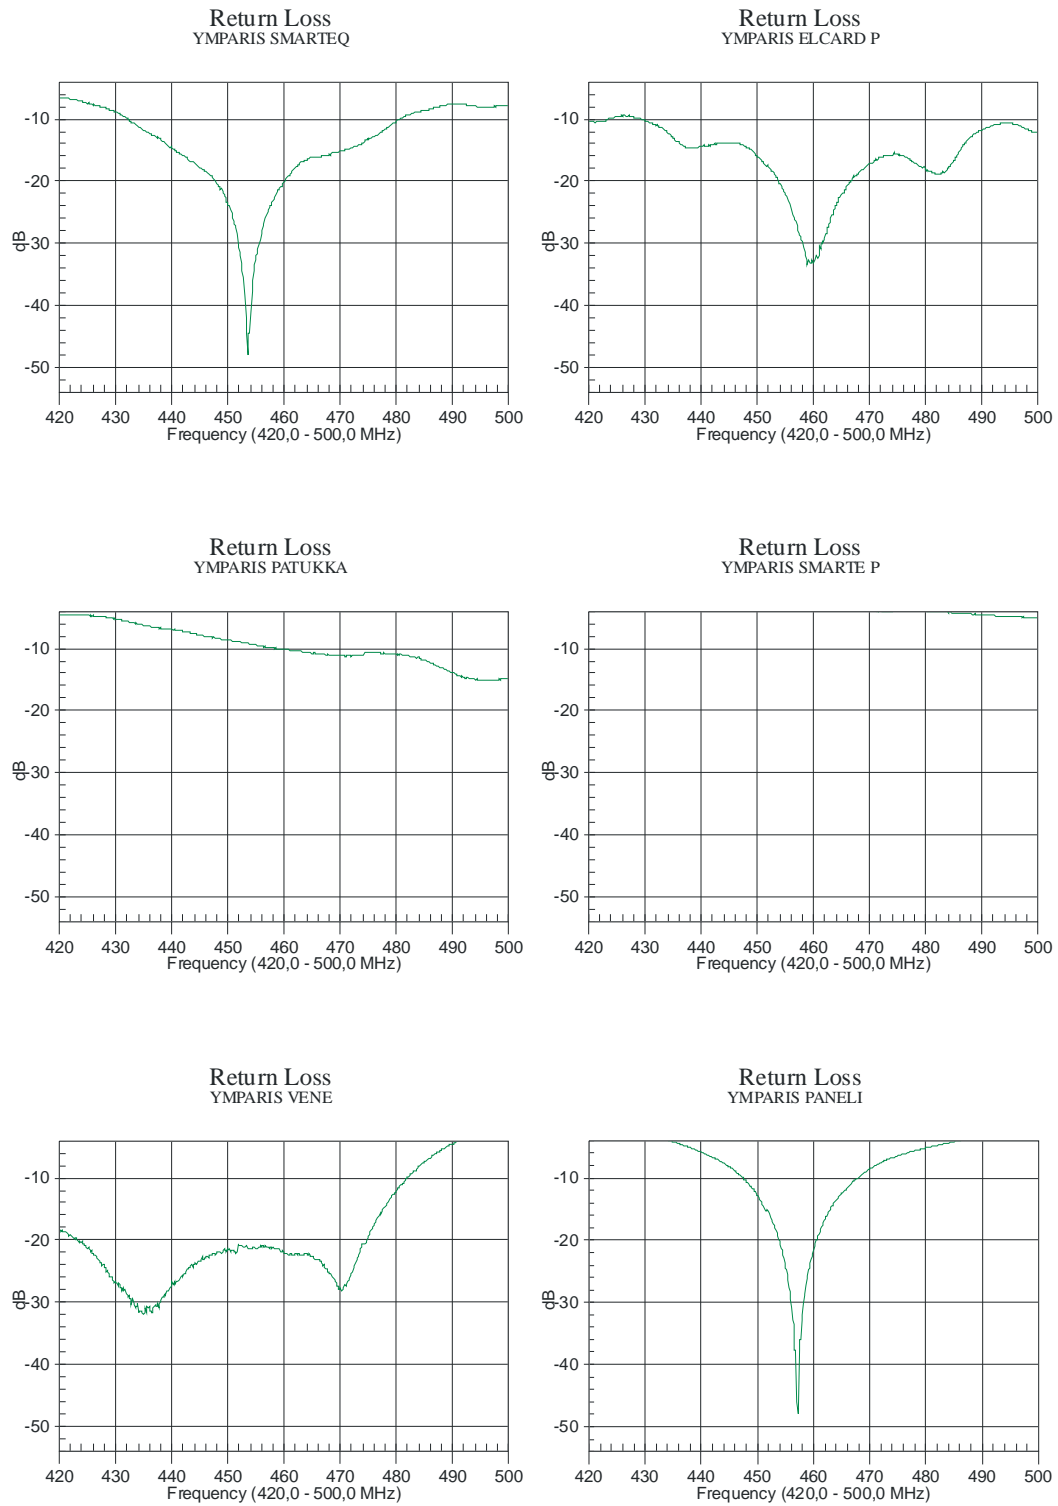 Return Loss
YMPARIS SMARTEQ
-10
-20
-30
-40
-50
dB
420 430 440 450 460 470 480 490 500
Frequency (420,0 - 500,0 MHz)
Return Loss
YMPARIS ELCARD P
-10
-20
-30
-40
-50
dB
420 430 440 450 460 470 480 490 500
Frequency (420,0 - 500,0 MHz)
Return Loss
YMPARIS PATUKKA
-10
-20
-30
-40
-50
dB
420 430 440 450 460 470 480 490 500
Frequency (420,0 - 500,0 MHz)
Return Loss
YMPARIS SMARTE P
-10
-20
-30
-40
-50
dB
420 430 440 450 460 470 480 490 500
Frequency (420,0 - 500,0 MHz)
Return Loss
YMPARIS VENE
-10
-20
-30
-40
-50
dB
420 430 440 450 460 470 480 490 500
Frequency (420,0 - 500,0 MHz)
Return Loss
YMPARIS PANELI
-10
-20
-30
-40
-50
dB
420 430 440 450 460 470 480 490 500
Frequency (420,0 - 500,0 MHz)